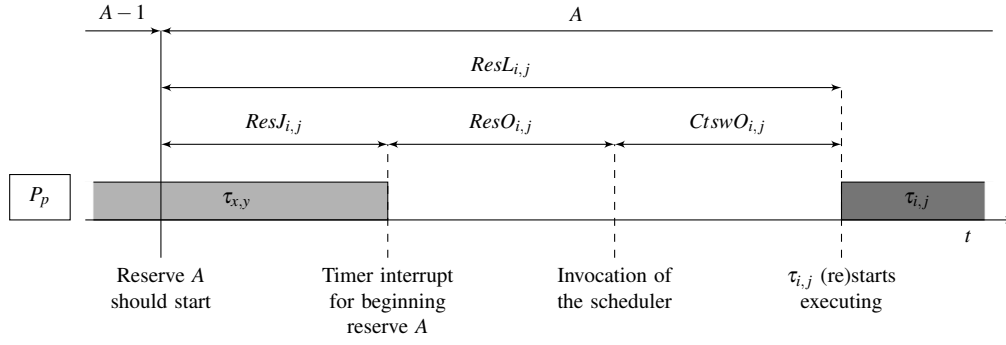 A − 1 A
ResL_{i,j}
ResJ_{i,j} ResO_{i,j} CtswO_{i,j}
P_p τ_{x,y} τ_{i,j}
t
Reserve A Timer interrupt Invocation of τ_{i,j} (re)starts
should start for beginning the scheduler executing
reserve A